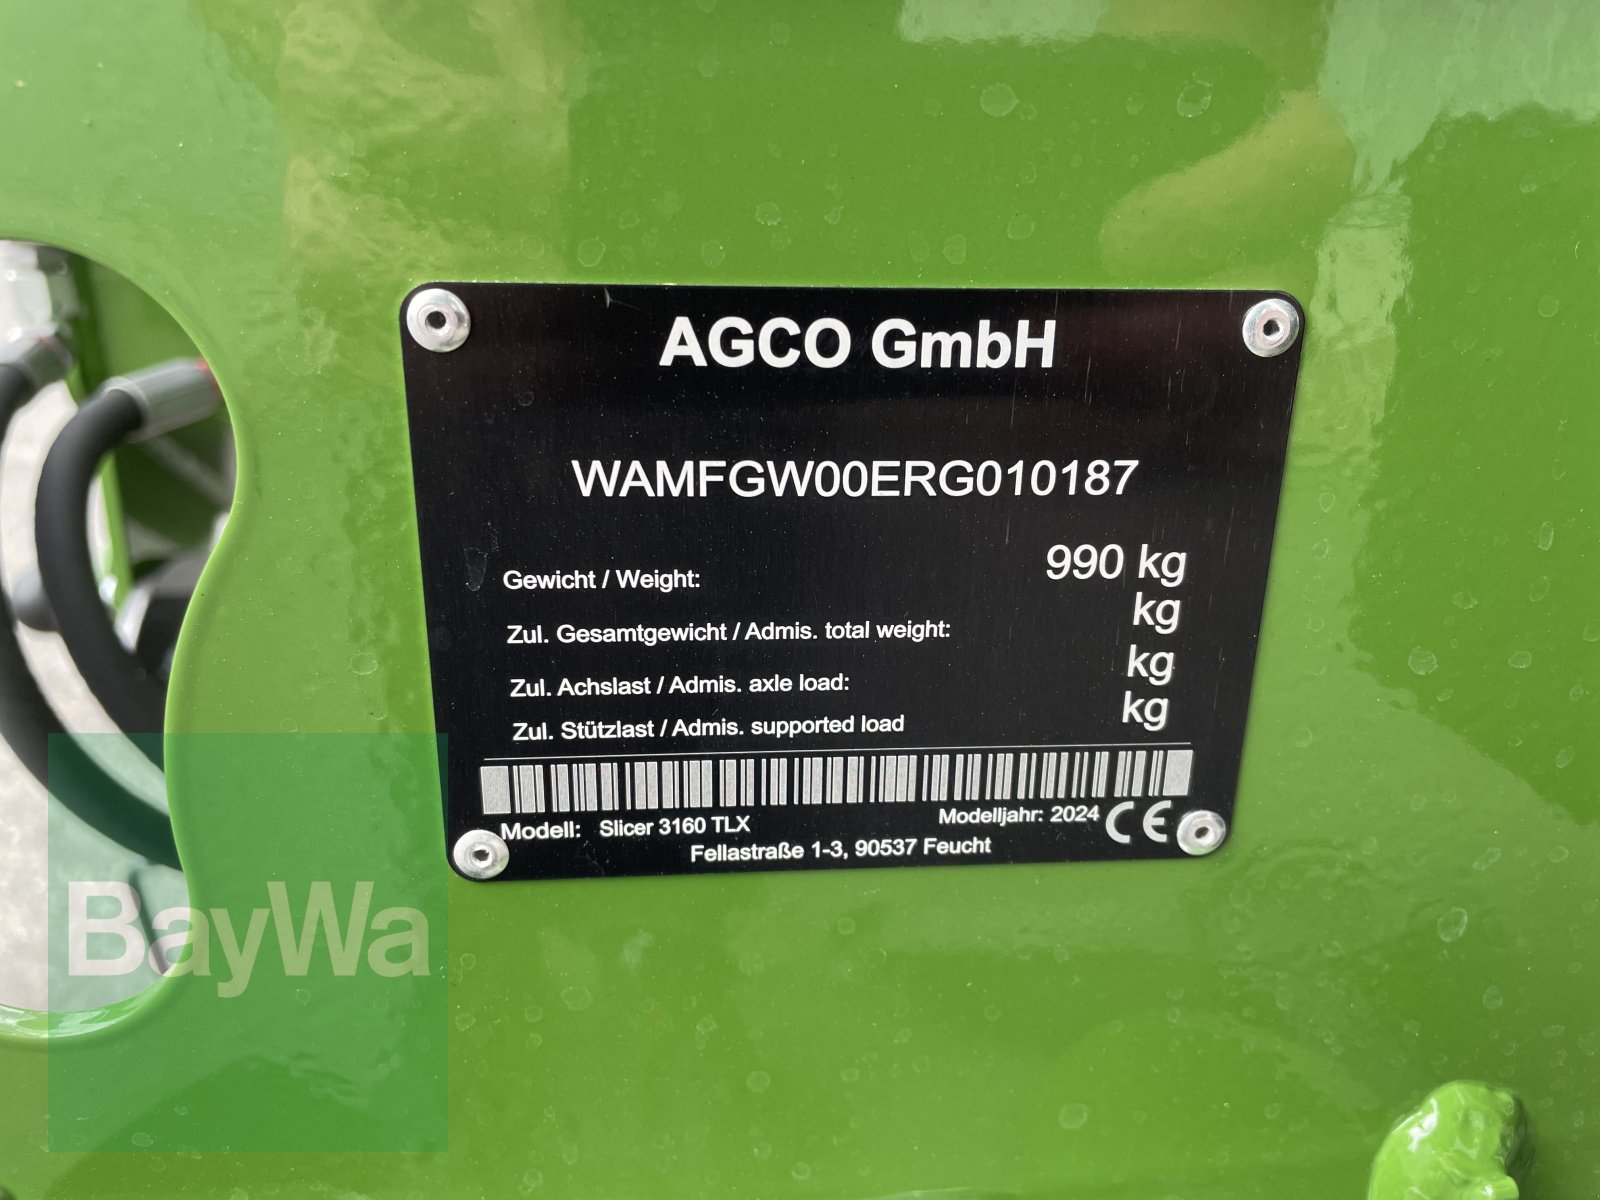 AGCO GmbH
WAMFGW00ERG010187
Gewicht / Weight: 990 kg
Zul. Gesamtgewicht / Admis. total weight: kg
Zul. Achslast / Admis. axle load: kg
Zul. Stützlast / Admis. supported load kg
Modell: Slicer 3160 TLX Modelljahr: 2024 CE
Fellastraße 1-3, 90537 Feucht
BayWa